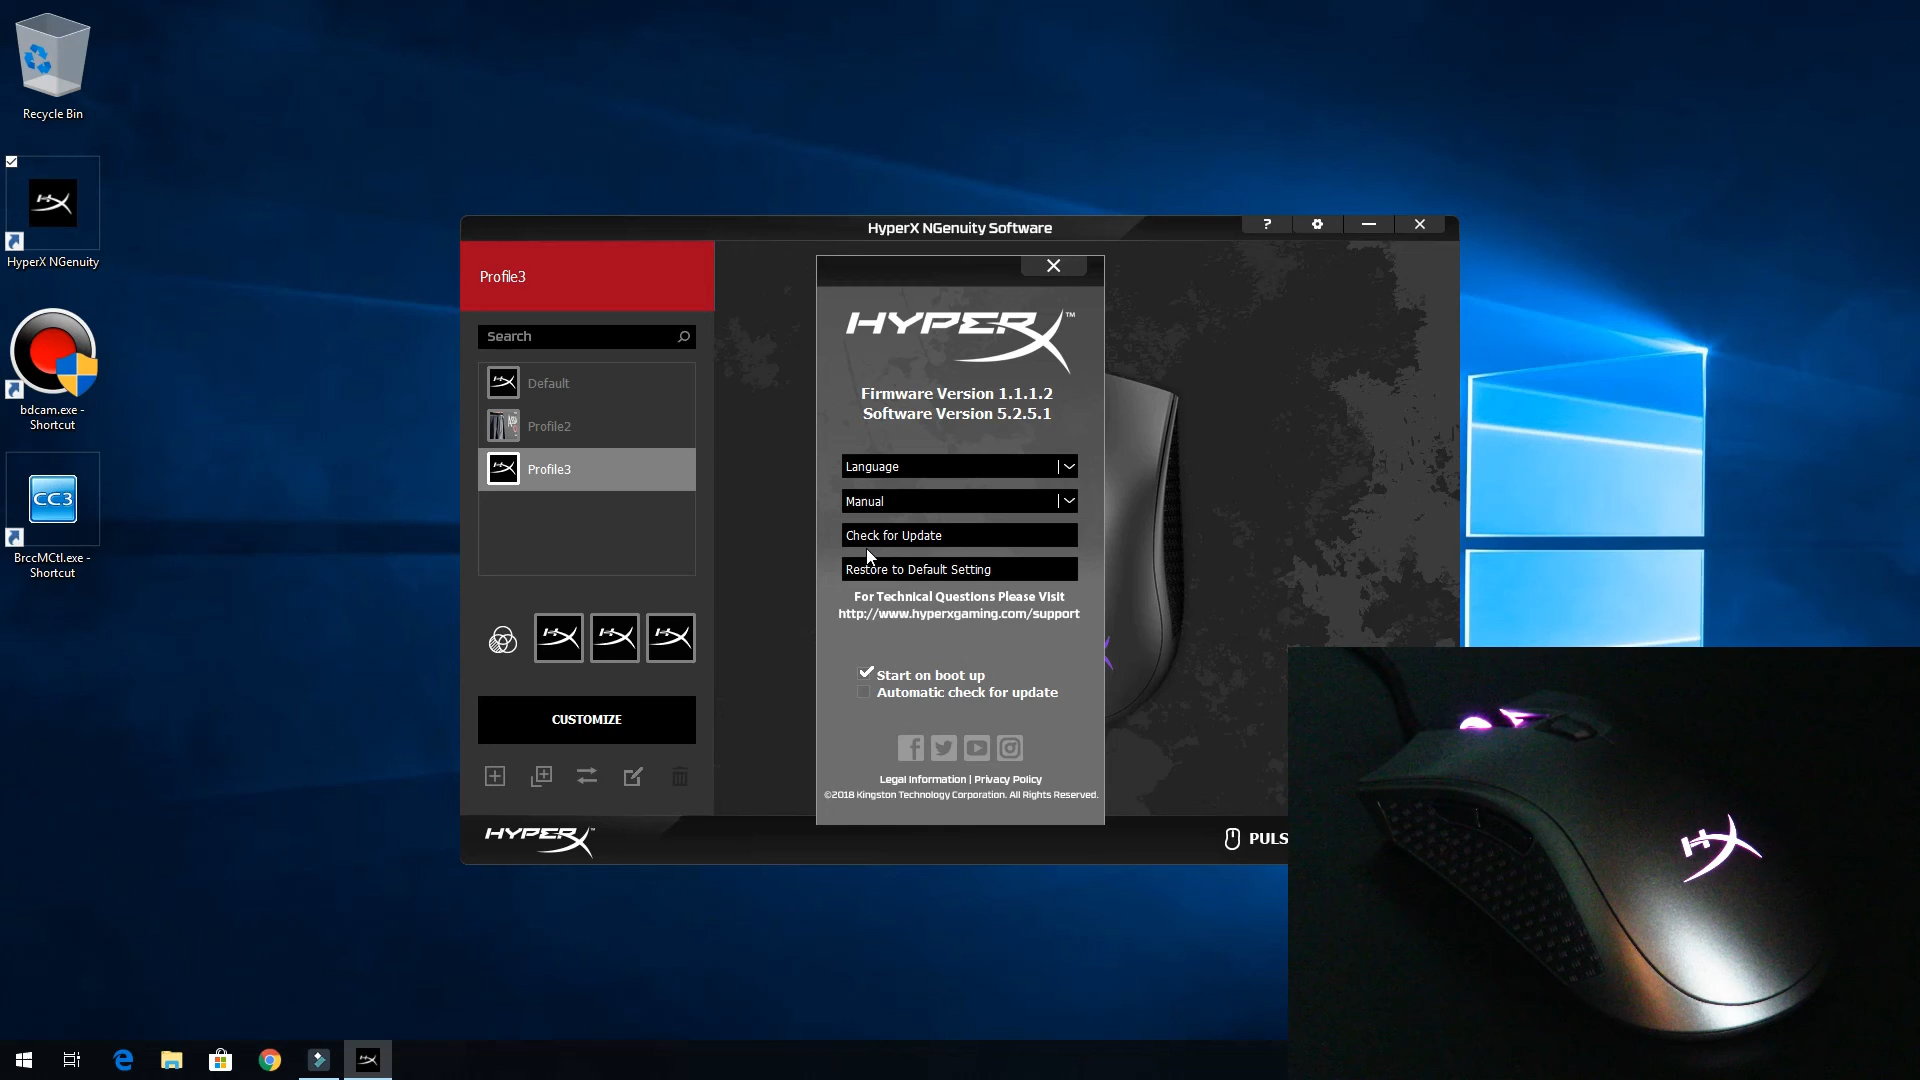 Recycle Bin
HyperX NGenuity
bdcam.exe -
Shortcut
CC3
BrccMCtl.exe -
Shortcut
HyperX NGenuity Software
?
Profile3
Search
Default
Profile2
Profile3
CUSTOMIZE
HYPERX™
HYPERX™
Firmware Version 1.1.1.2
Software Version 5.2.5.1
Language
Manual
Check for Update
Restore to Default Setting
For Technical Questions Please Visit
http://www.hyperxgaming.com/support
Start on boot up
Automatic check for update
Legal Information | Privacy Policy
©2018 Kingston Technology Corporation. All Rights Reserved.
PULS
HX